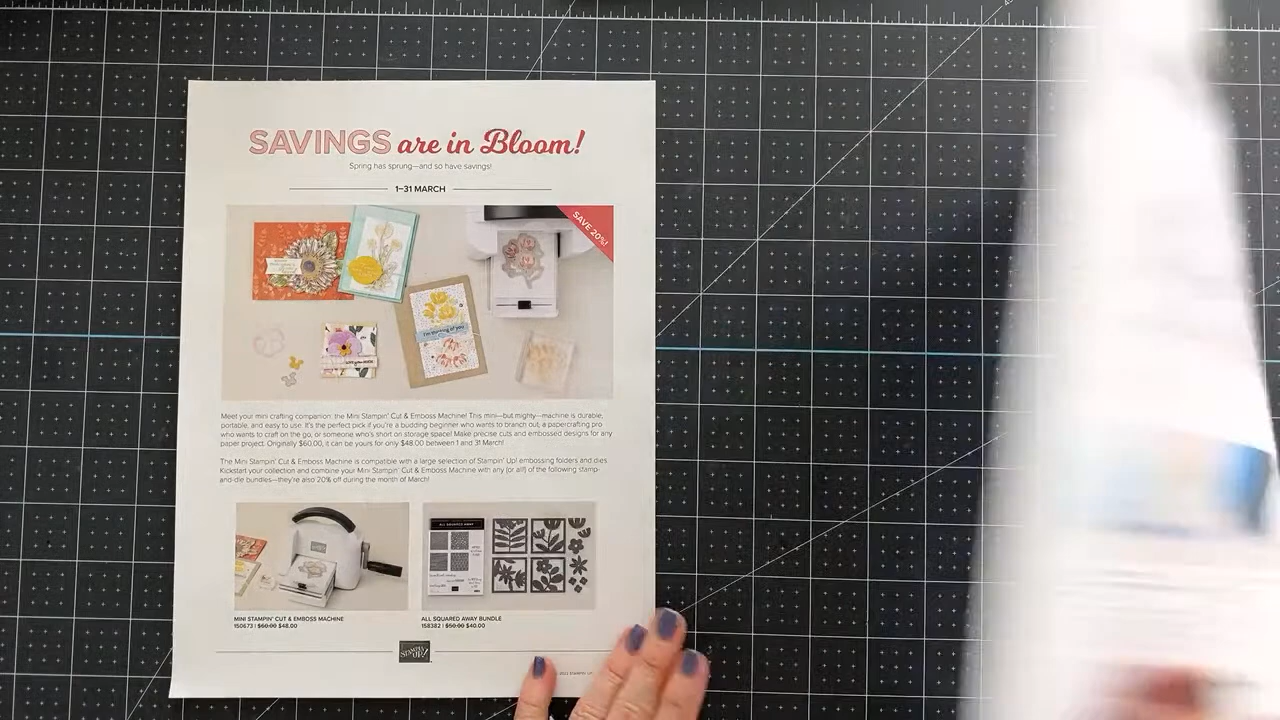 SAVINGS are in Bloom!
Spring has sprung—and so have savings!
1–31 MARCH
SAVE 20%!
I'm thinking of you
Meet your mini crafting companion: the Mini Stampin' Cut & Emboss Machine! This mini—but mighty—machine is durable,
portable, and easy to use. It's the perfect pick if you're a budding beginner who wants to branch out, a papercrafting pro
who wants to craft on the go, or someone who's short on storage space! Make precise cuts and embossed designs for any
paper project. Originally $60.00, it can be yours for only $48.00 between 1 and 31 March!
The Mini Stampin' Cut & Emboss Machine is compatible with a large selection of Stampin' Up! embossing folders and dies
Kickstart your collection and combine your Mini Stampin' Cut & Emboss Machine with any (or all) of the following stamp-
and-die bundles—they're also 20% off during the month of March!
ALL SQUARED AWAY
MINI STAMPIN' CUT & EMBOSS MACHINE
150673 | $60.00 $48.00
ALL SQUARED AWAY BUNDLE
158382 | $50.00 $40.00
STAMPIN' UP!